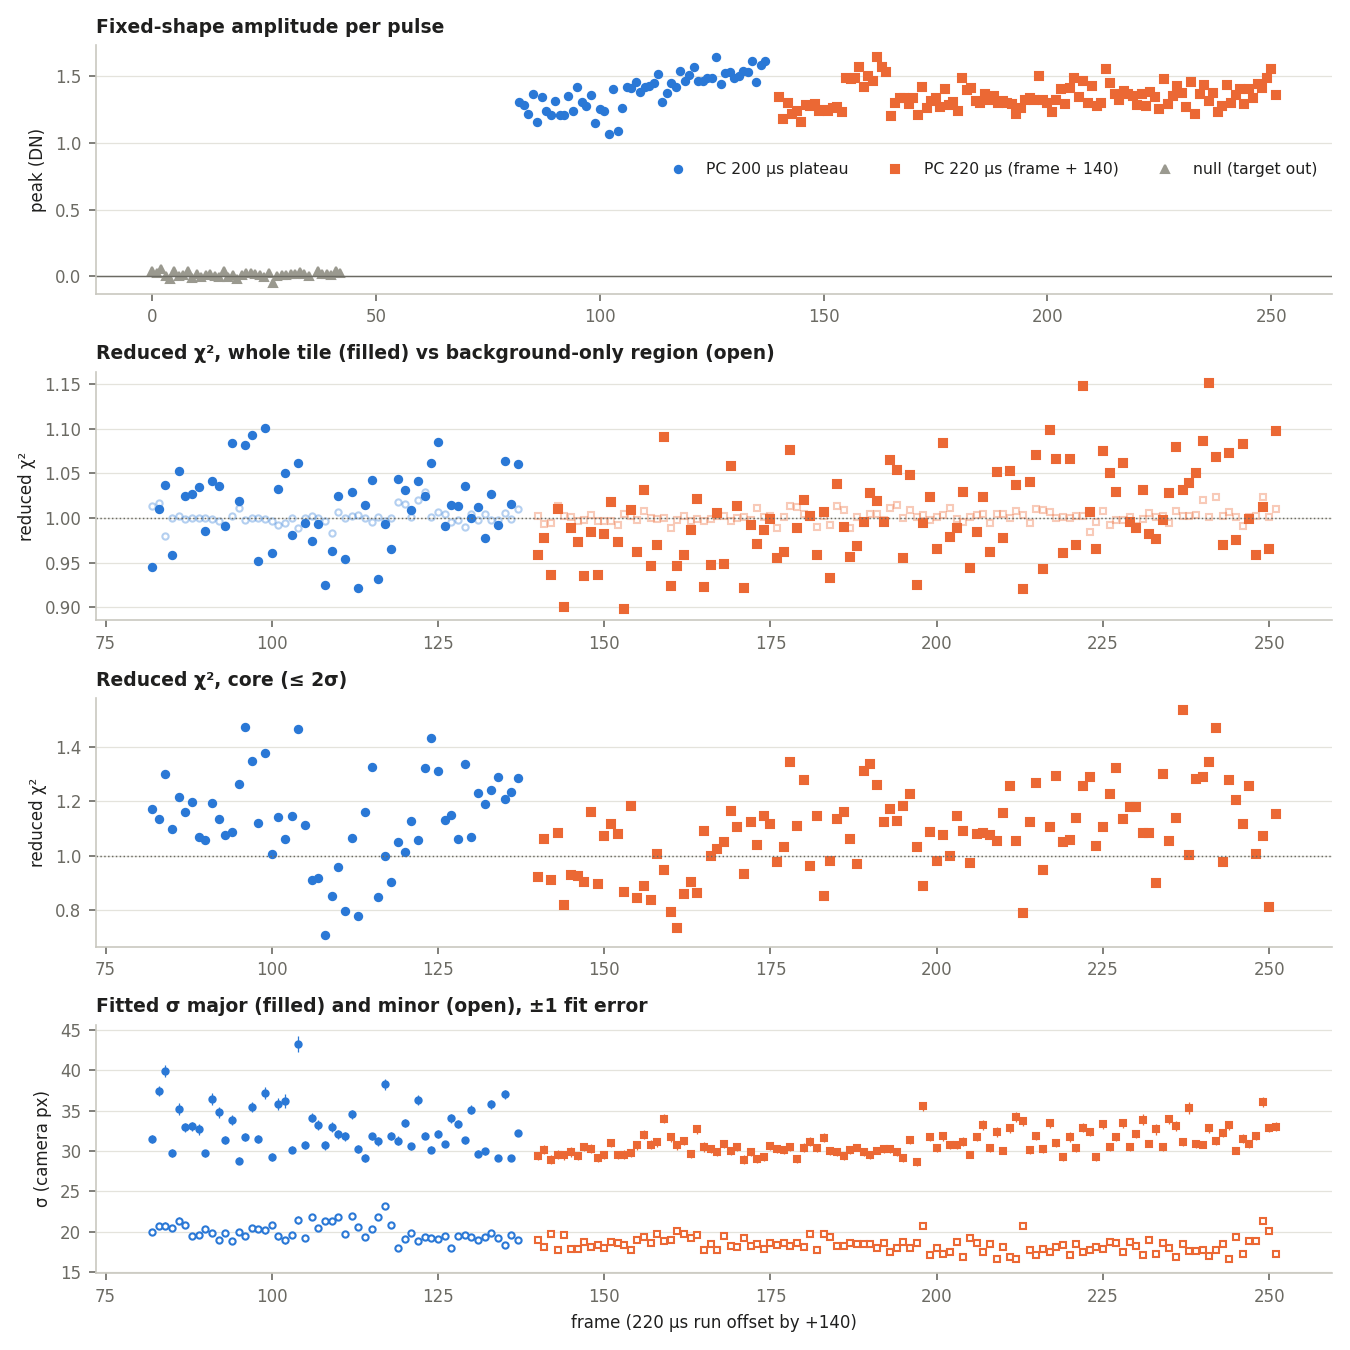 Fixed-shape amplitude per pulse
peak (DN)
1.5
1.0
0.5
0.0
PC 200 µs plateau
PC 220 µs (frame + 140)
null (target out)
0 50 100 150 200 250
Reduced χ², whole tile (filled) vs background-only region (open)
reduced χ²
1.15
1.10
1.05
1.00
0.95
0.90
75 100 125 150 175 200 225 250
Reduced χ², core (≤ 2σ)
reduced χ²
1.4
1.2
1.0
0.8
75 100 125 150 175 200 225 250
Fitted σ major (filled) and minor (open), ±1 fit error
σ (camera px)
45
40
35
30
25
20
15
75 100 125 150 175 200 225 250
frame (220 µs run offset by +140)